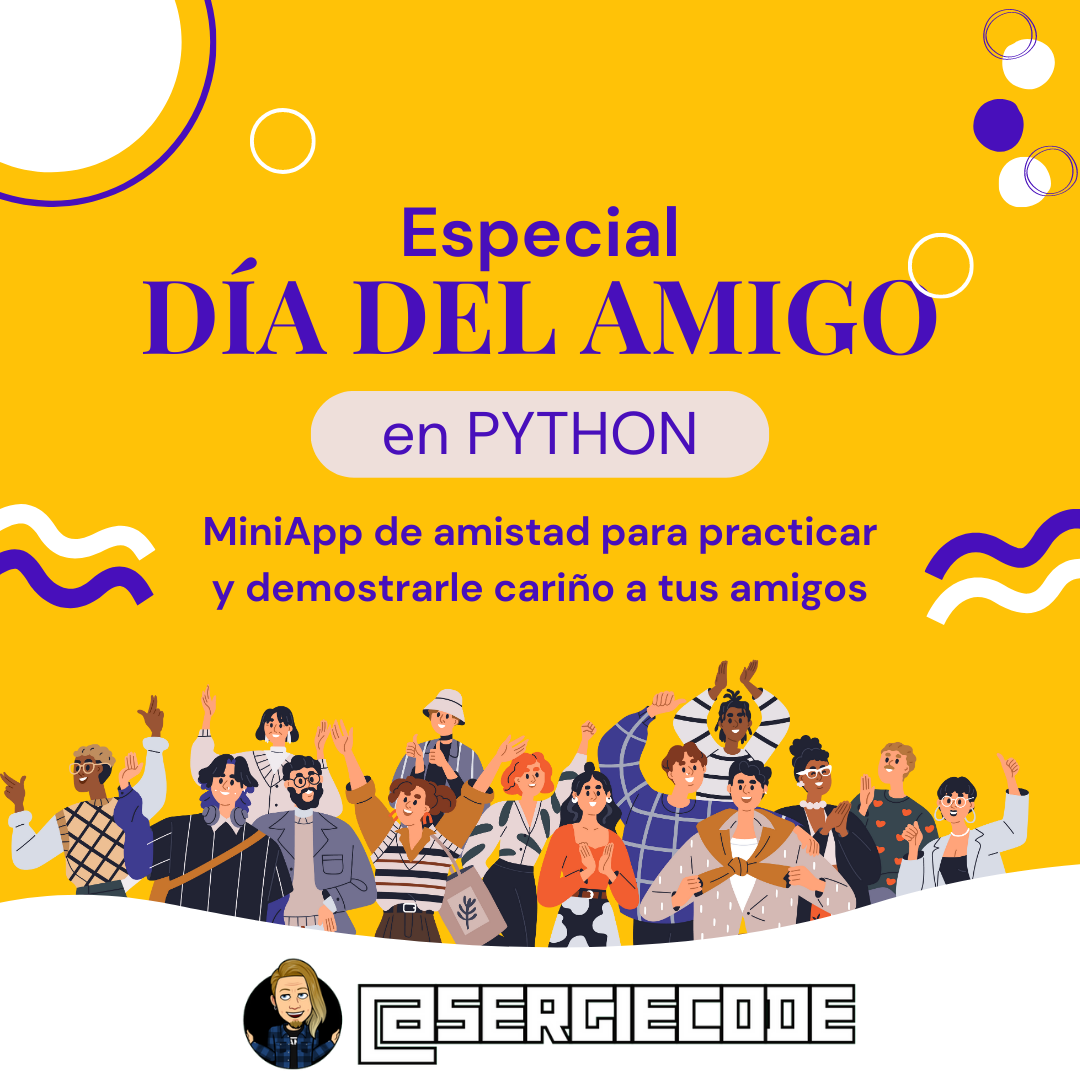 Especial
DÍA DEL AMIGO
en PYTHON
MiniApp de amistad para practicar
y demostrarle cariño a tus amigos
@SERGIECODE